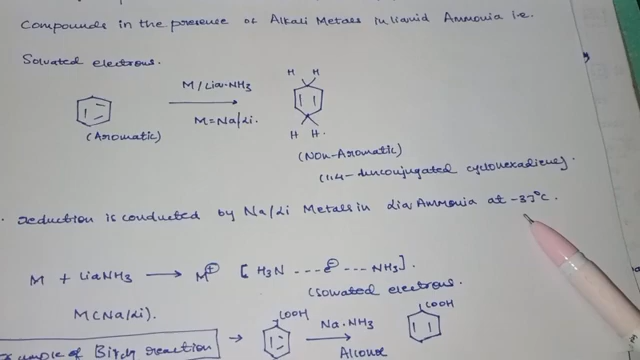 Compounds in the presence of Alkali Metals in liquid Ammonia i.e.
Solvated electrons.
M/Liq.NH3
M=Na/Li.
H H
H H.
(Aromatic)
(Non-Aromatic)
(1,4-Unconjugated cyclohexadiene).
reduction is conducted by Na/Li Metals in liq Ammonia at -33°C.
M + LiqNH3 → M⊕ [H3N ---e⊖--- NH3].
(Solvated electrons.
M(Na/Li).
Example of Birch reaction →
COOH
Na.NH3
Alcohol
COOH